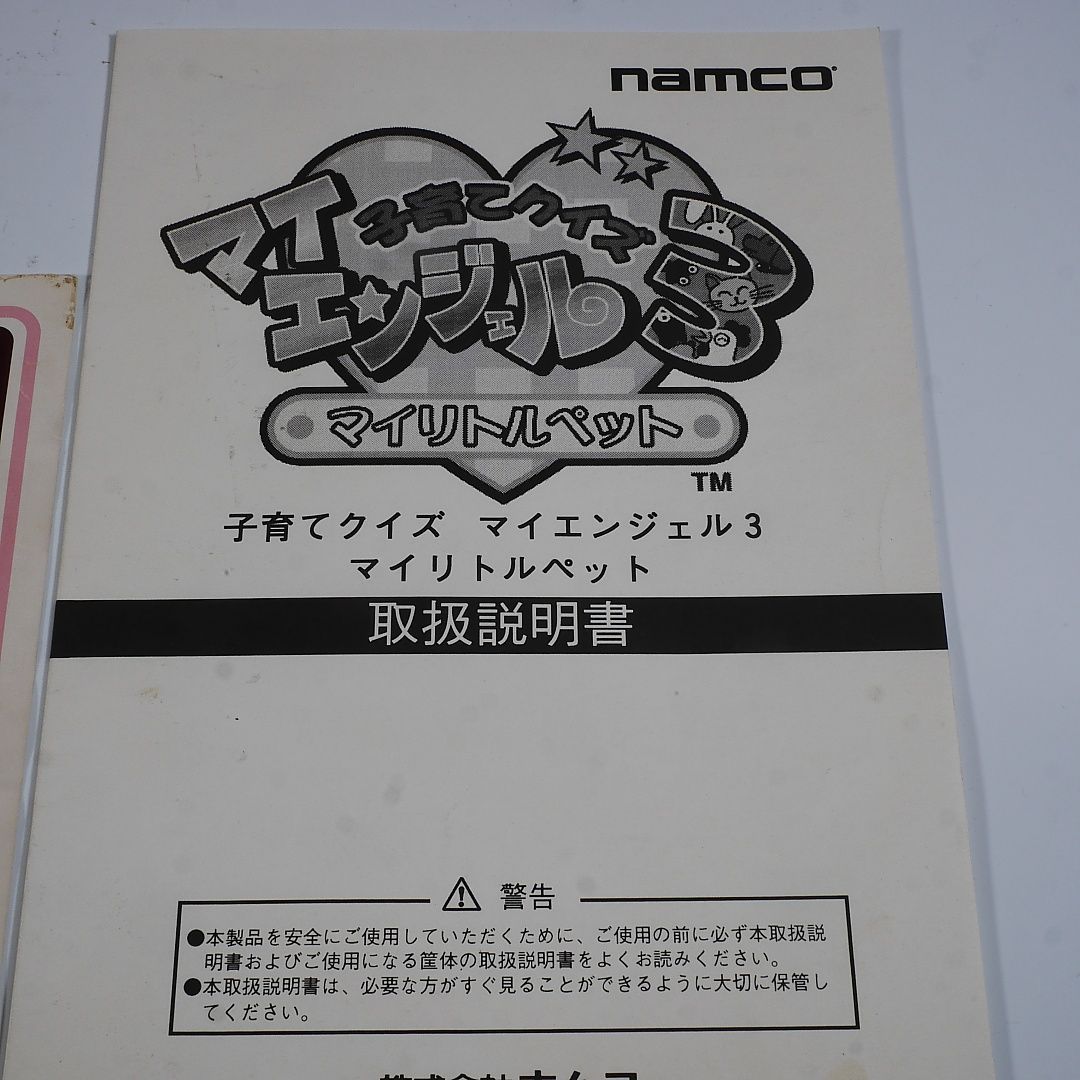 namco
子育てクイズ
マイ
エンジェル3
マイリトルペット
TM
子育てクイズ マイエンジェル3
マイリトルペット
取扱説明書
警告
●本製品を安全にご使用していただくために、ご使用の前に必ず本取扱説
明書およびご使用になる筐体の取扱説明書をよくお読みください。
●本取扱説明書は、必要な方がすぐ見ることができるように大切に保管し
てください。
株式会社ナムコ